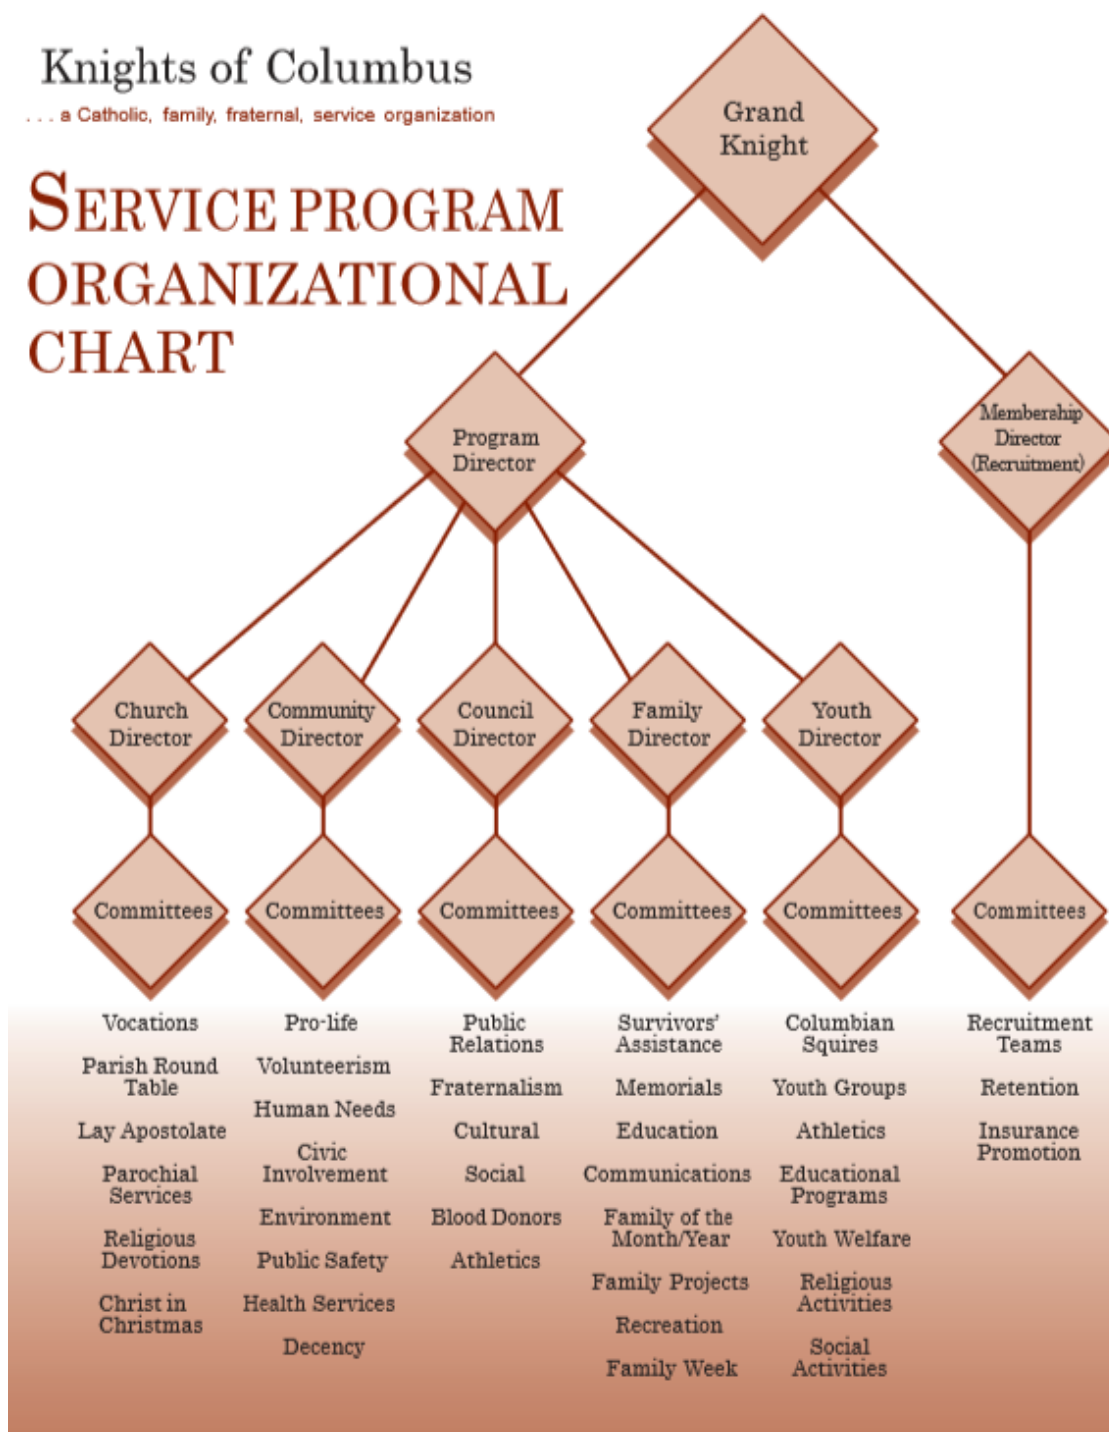 Knights of Columbus
. . . a Catholic, family, fraternal, service organization
SERVICE PROGRAM
ORGANIZATIONAL
CHART
Grand
Knight
Program
Director
Membership
Director
(Recruitment)
Church
Director
Community
Director
Council
Director
Family
Director
Youth
Director
Committees
Committees
Committees
Committees
Committees
Committees
Vocations
Parish Round
Table
Lay Apostolate
Parochial
Services
Religious
Devotions
Christ in
Christmas
Pro-life
Volunteerism
Human Needs
Civic
Involvement
Environment
Public Safety
Health Services
Decency
Public
Relations
Fraternalism
Cultural
Social
Blood Donors
Athletics
Survivors'
Assistance
Memorials
Education
Communications
Family of the
Month/Year
Family Projects
Recreation
Family Week
Columbian
Squires
Youth Groups
Athletics
Educational
Programs
Youth Welfare
Religious
Activities
Social
Activities
Recruitment
Teams
Retention
Insurance
Promotion